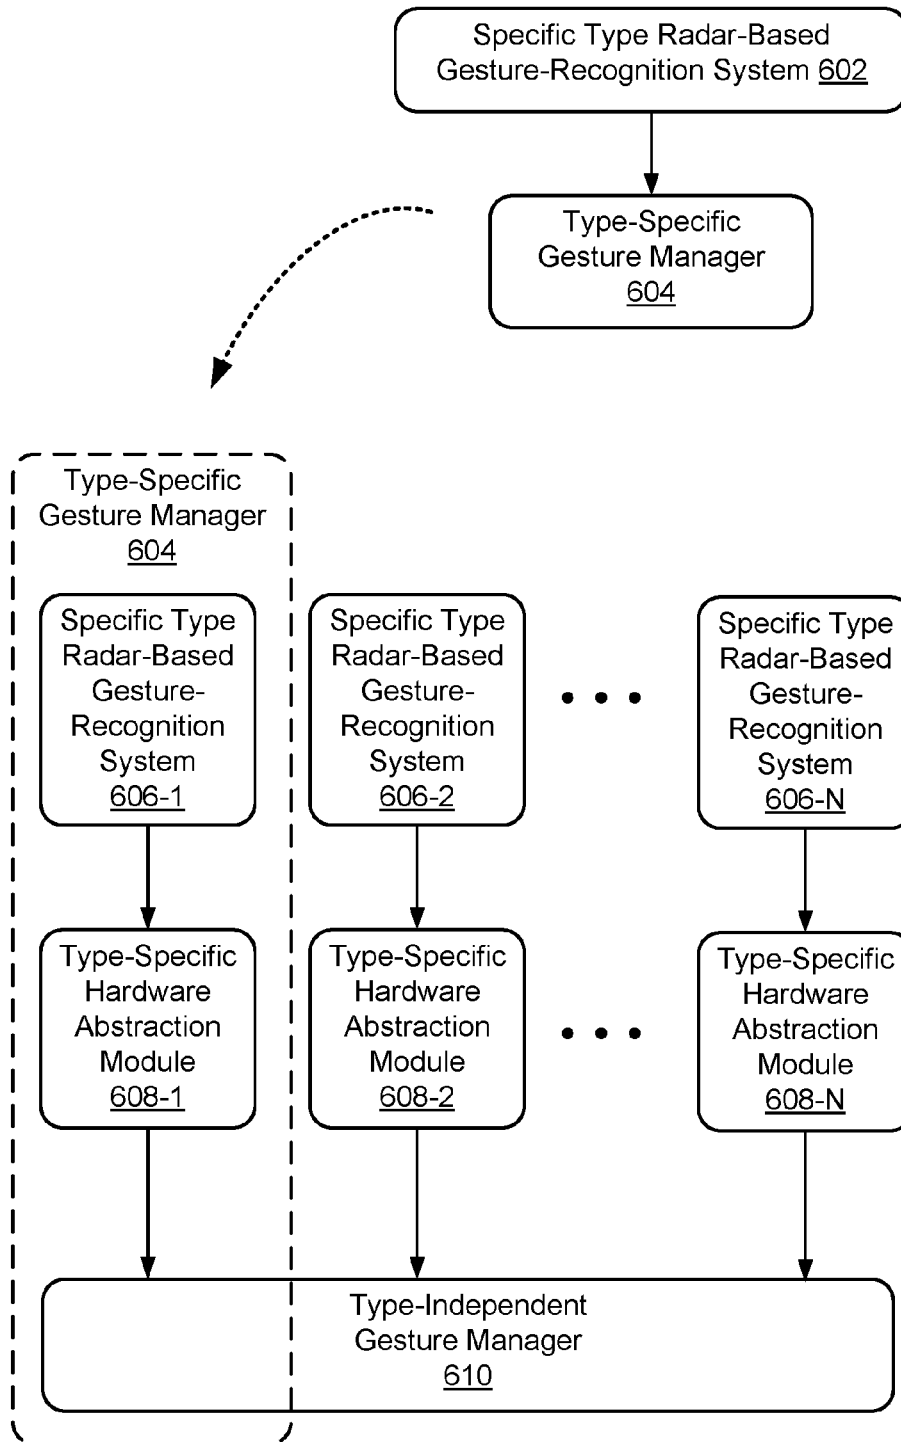 Specific Type Radar-Based
Gesture-Recognition System 602
Type-Specific
Gesture Manager
604
Type-Specific
Gesture Manager
604
Specific Type
Radar-Based
Gesture-
Recognition
System
606-1
Specific Type
Radar-Based
Gesture-
Recognition
System
606-2
Specific Type
Radar-Based
Gesture-
Recognition
System
606-N
Type-Specific
Hardware
Abstraction
Module
608-1
Type-Specific
Hardware
Abstraction
Module
608-2
Type-Specific
Hardware
Abstraction
Module
608-N
Type-Independent
Gesture Manager
610